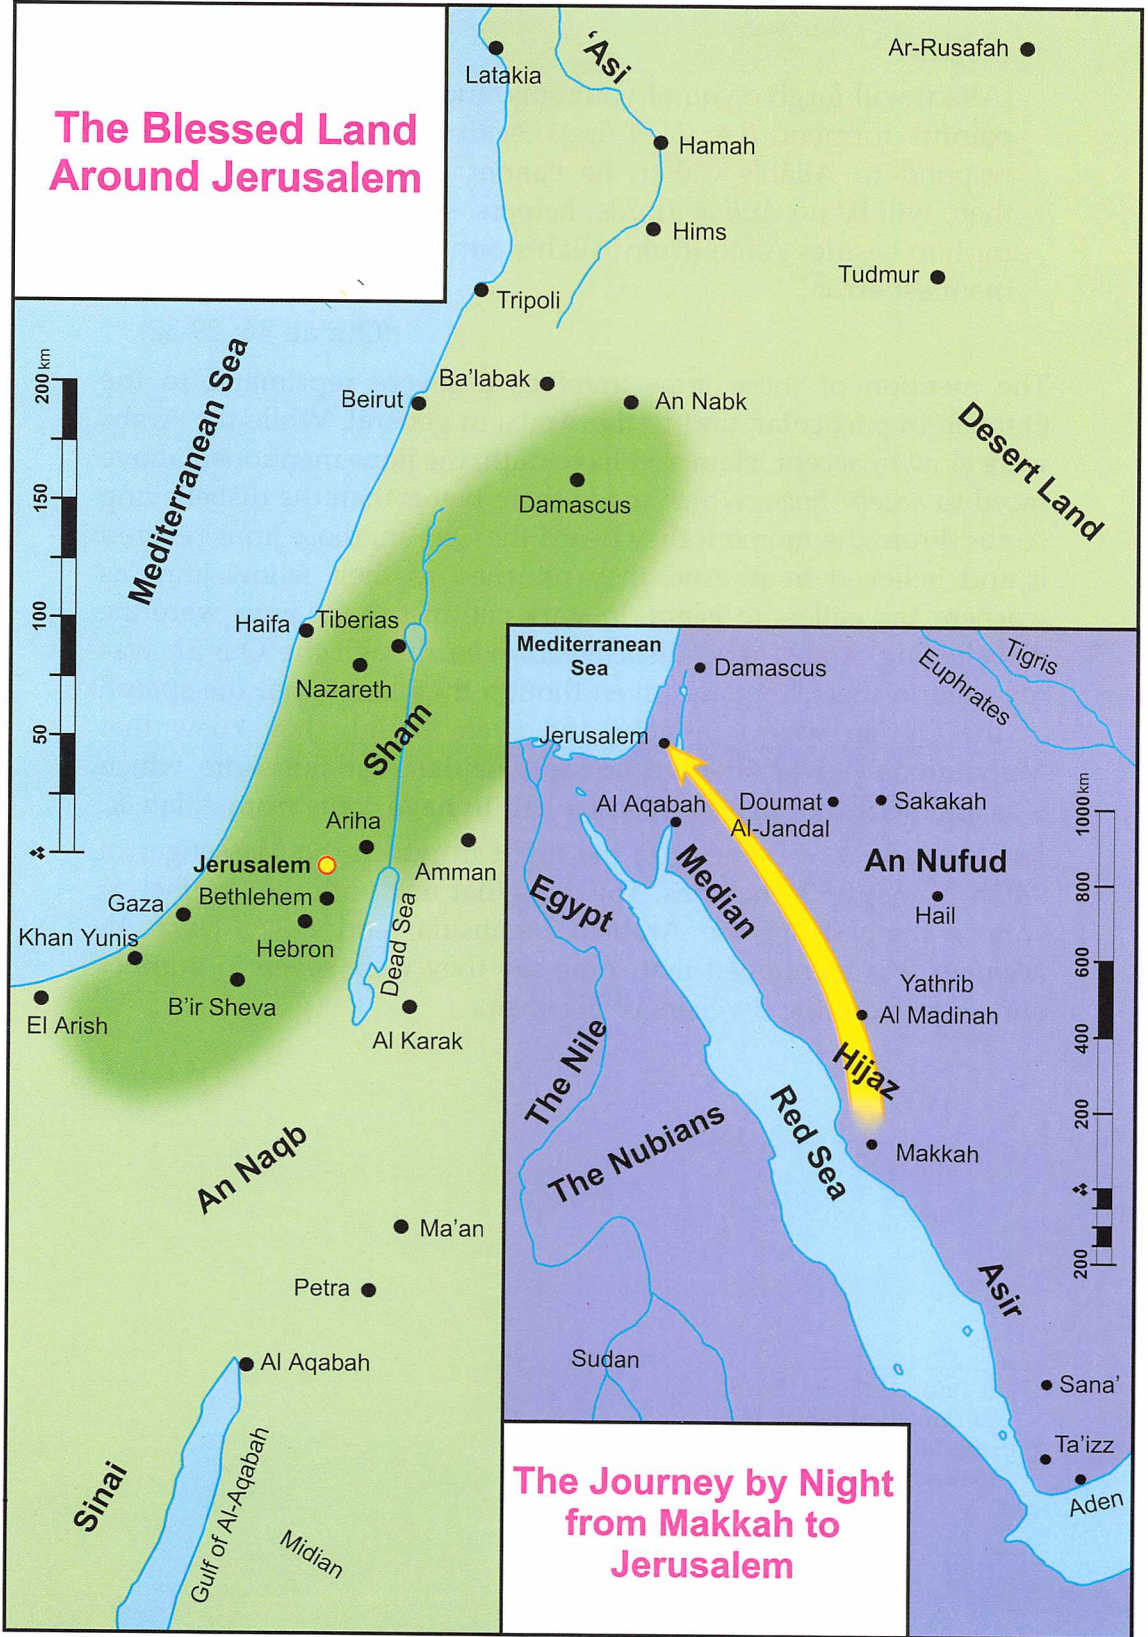 The Blessed Land
Around Jerusalem
Latakia
‘Asi
Ar-Rusafah
Hamah
Hims
Tudmur
Tripoli
Mediterranean Sea
Ba'labak
Beirut
An Nabk
Desert Land
Damascus
Haifa
Tiberias
Nazareth
Sham
Ariha
Jerusalem
Amman
Bethlehem
Gaza
Hebron
Dead Sea
Khan Yunis
B'ir Sheva
El Arish
Al Karak
An Naqb
Ma'an
Petra
Al Aqabah
Sinai
Gulf of Al-Aqabah
Midian
200 km
150
100
50
Mediterranean
Sea
Damascus
Tigris
Euphrates
Jerusalem
Al Aqabah
Doumat
Al-Jandal
Sakakah
An Nufud
Hail
Median
Egypt
Yathrib
Al Madinah
Hijaz
The Nile
The Nubians
Red Sea
Makkah
Asir
Sudan
Sana'
Ta'izz
Aden
1000 km
800
600
400
200
200
The Journey by Night
from Makkah to
Jerusalem